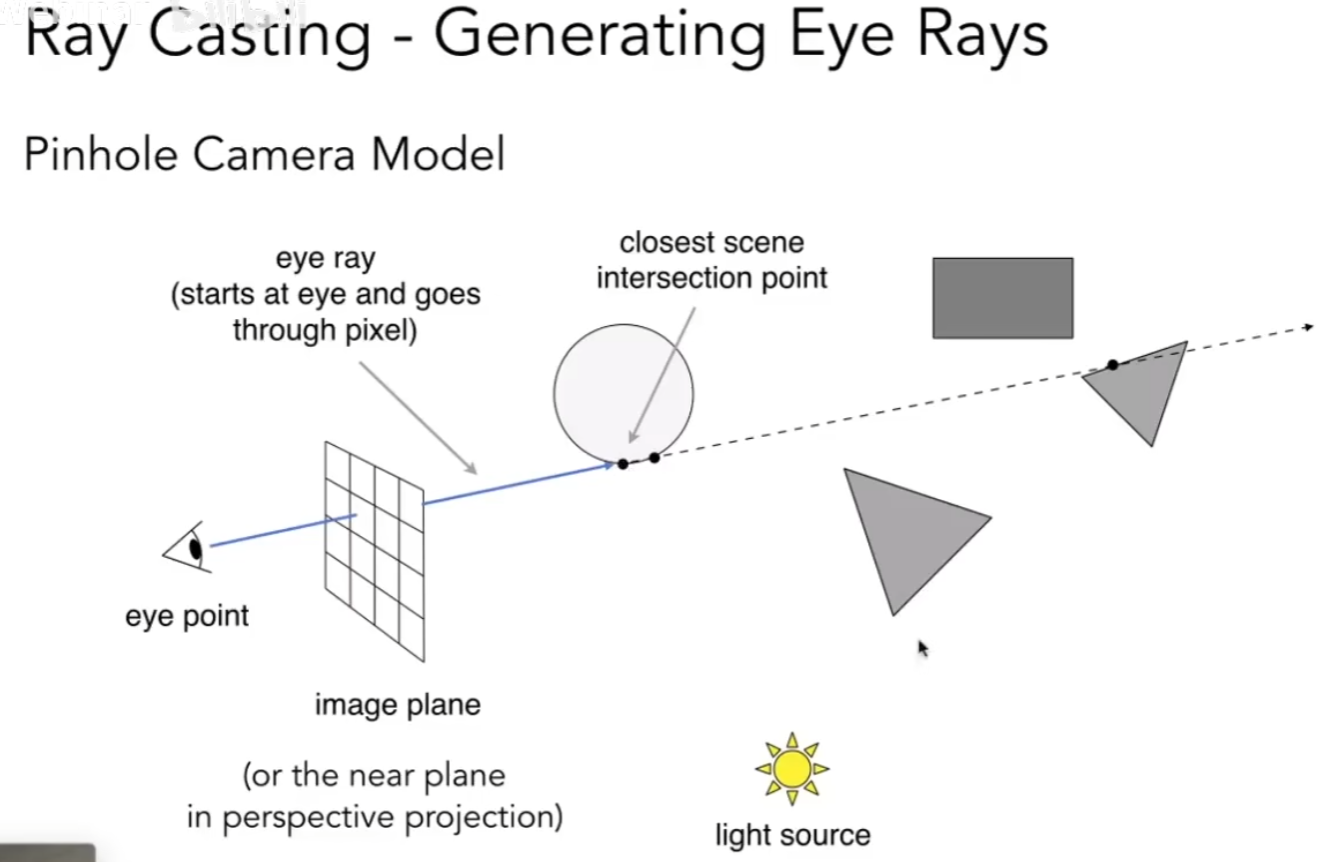 Ray Casting - Generating Eye Rays
Pinhole Camera Model
eye ray
(starts at eye and goes
through pixel)
closest scene
intersection point
eye point
image plane
(or the near plane
in perspective projection)
light source